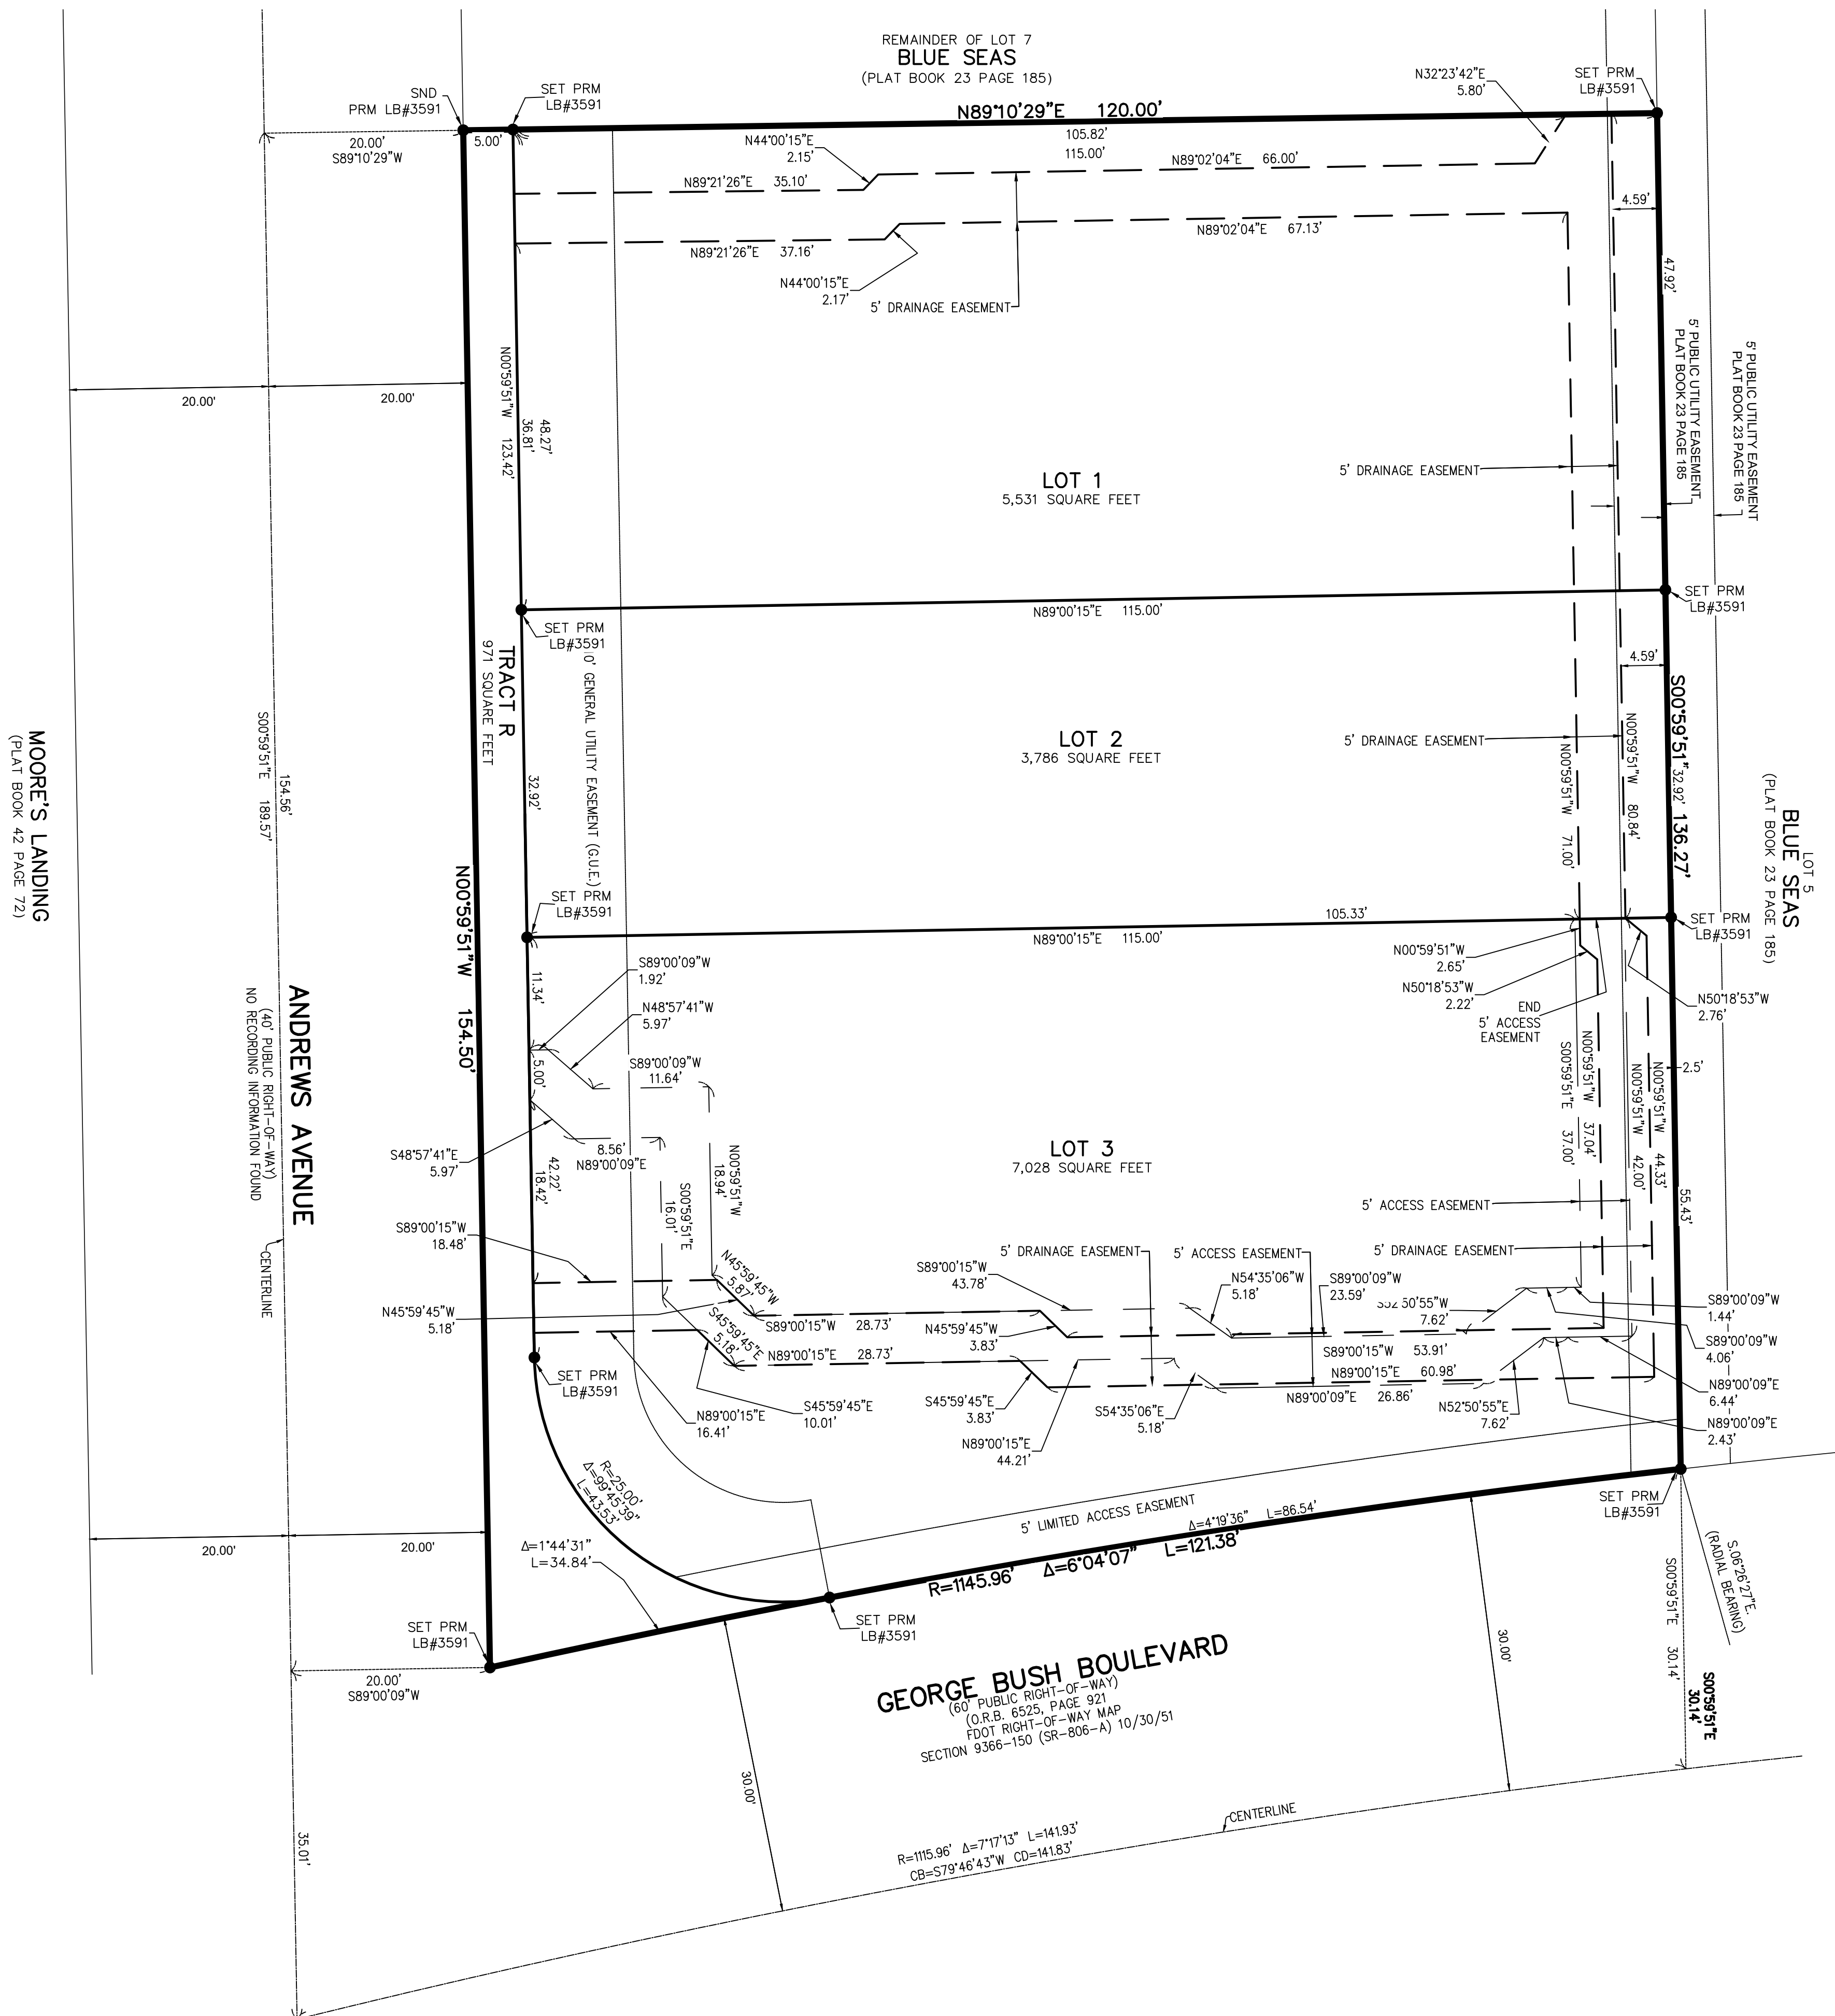 REMAINDER OF LOT 7
BLUE SEAS
(PLAT BOOK 23 PAGE 185)
N32°23'42"E
5.80'
SET PRM
LB#3591
SND
PRM LB#3591
SET PRM
LB#3591
N89°10'29"E 120.00'
20.00'
S89°10'29"W
5.00'
105.82'
115.00'
N44°00'15"E
2.15'
N89°02'04"E 66.00'
N89°21'26"E 35.10'
4.59'
N89°02'04"E 67.13'
N89°21'26"E 37.16'
N44°00'15"E
2.17'
5' DRAINAGE EASEMENT
47.92'
5' PUBLIC UTILITY EASEMENT
PLAT BOOK 23 PAGE 185
5' PUBLIC UTILITY EASEMENT
PLAT BOOK 23 PAGE 185
20.00'
20.00'
N00°59'51"W 123.42'
48.27'
36.81'
5' DRAINAGE EASEMENT
LOT 1
5,531 SQUARE FEET
SET PRM
LB#3591
N89°00'15"E 115.00'
SET PRM
LB#3591
TRACT R
971 SQUARE FEET
0' GENERAL UTILITY EASEMENT (G.U.E.)
4.59'
S00°59'51"
32.92'
136.27'
N00°59'51"W 80.84'
N00°59'51"W 71.00'
5' DRAINAGE EASEMENT
LOT 2
3,786 SQUARE FEET
32.92'
154.56'
S00°59'51"E 189.57'
MOORE'S LANDING
(PLAT BOOK 42 PAGE 72)
LOT 5
BLUE SEAS
(PLAT BOOK 23 PAGE 185)
N00°59'51"W 154.50'
SET PRM
LB#3591
105.33'
N89°00'15"E 115.00'
SET PRM
LB#3591
N00°59'51"W
2.65'
N50°18'53"W
2.22'
END
5' ACCESS
EASEMENT
N50°18'53"W
2.76'
S89°00'09"W
1.92'
N48°57'41"W
5.97'
11.34'
5.00'
S89°00'09"W
11.64'
ANDREWS AVENUE
(40' PUBLIC RIGHT-OF-WAY)
NO RECORDING INFORMATION FOUND
CENTERLINE
2.5'
N00°59'51"W 44.33'
N00°59'51"W 42.00'
N00°59'51"W 37.04'
S00°59'51"E 37.00'
55.43'
LOT 3
7,028 SQUARE FEET
S48°57'41"E
5.97'
8.56'
N89°00'09"E
42.22'
18.42'
N00°59'51"W
18.94'
S00°59'51"E
16.01'
5' ACCESS EASEMENT
S89°00'15"W
18.48'
5' DRAINAGE EASEMENT
5' ACCESS EASEMENT
5' DRAINAGE EASEMENT
S89°00'15"W
43.78'
N54°35'06"W
5.18'
S89°00'09"W
23.59'
50'55"W
7.62'
S89°00'09"W
1.44'
S89°00'09"W
4.06'
N45°59'45"W
5.87'
N45°59'45"W
5.18'
S45°59'45"E
5.18'
S89°00'15"W 28.73'
N45°59'45"W
3.83'
S89°00'15"W 53.91'
N89°00'15"E 28.73'
N89°00'15"E 60.98'
N89°00'09"E 26.86'
N89°00'09"E
6.44'
N89°00'09"E
2.43'
SET PRM
LB#3591
N89°00'15"E
16.41'
S45°59'45"E
10.01'
S45°59'45"E
3.83'
N89°00'15"E
44.21'
S54°35'06"E
5.18'
N52°50'55"E
7.62'
R=25.00'
Δ=99°45'39"
L=43.53'
5' LIMITED ACCESS EASEMENT
Δ=4°19'36" L=86.54'
R=1145.96' Δ=6°04'07" L=121.38'
SET PRM
LB#3591
20.00'
20.00'
Δ=1°44'31"
L=34.84'
S.06°26'27"E.
(RADIAL BEARING)
S00°59'51"E 30.14'
S00°59'51"E
30.14'
SET PRM
LB#3591
SET PRM
LB#3591
20.00'
S89°00'09"W
30.00'
GEORGE BUSH BOULEVARD
(60' PUBLIC RIGHT-OF-WAY)
(O.R.B. 6525, PAGE 921
FDOT RIGHT-OF-WAY MAP
SECTION 9366-150 (SR-806-A) 10/30/51
30.00'
CENTERLINE
R=1115.96' Δ=7°17'13" L=141.93'
CB=S79°46'43"W CD=141.83'
35.01'